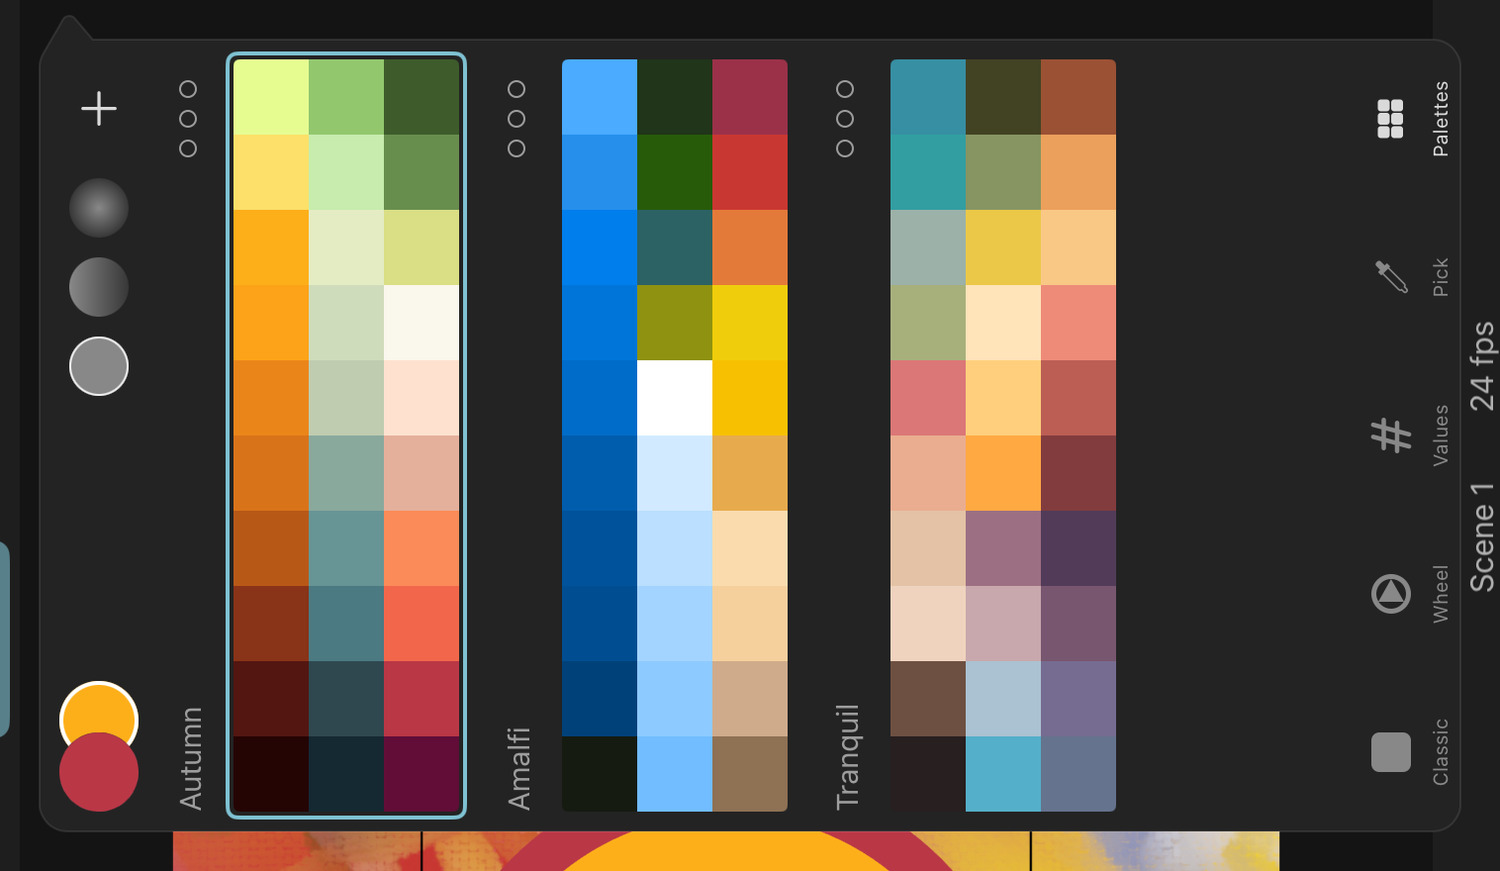 Autumn
Amalfi
Tranquil
Classic Wheel Values Pick Palettes
Scene 1 24 fps